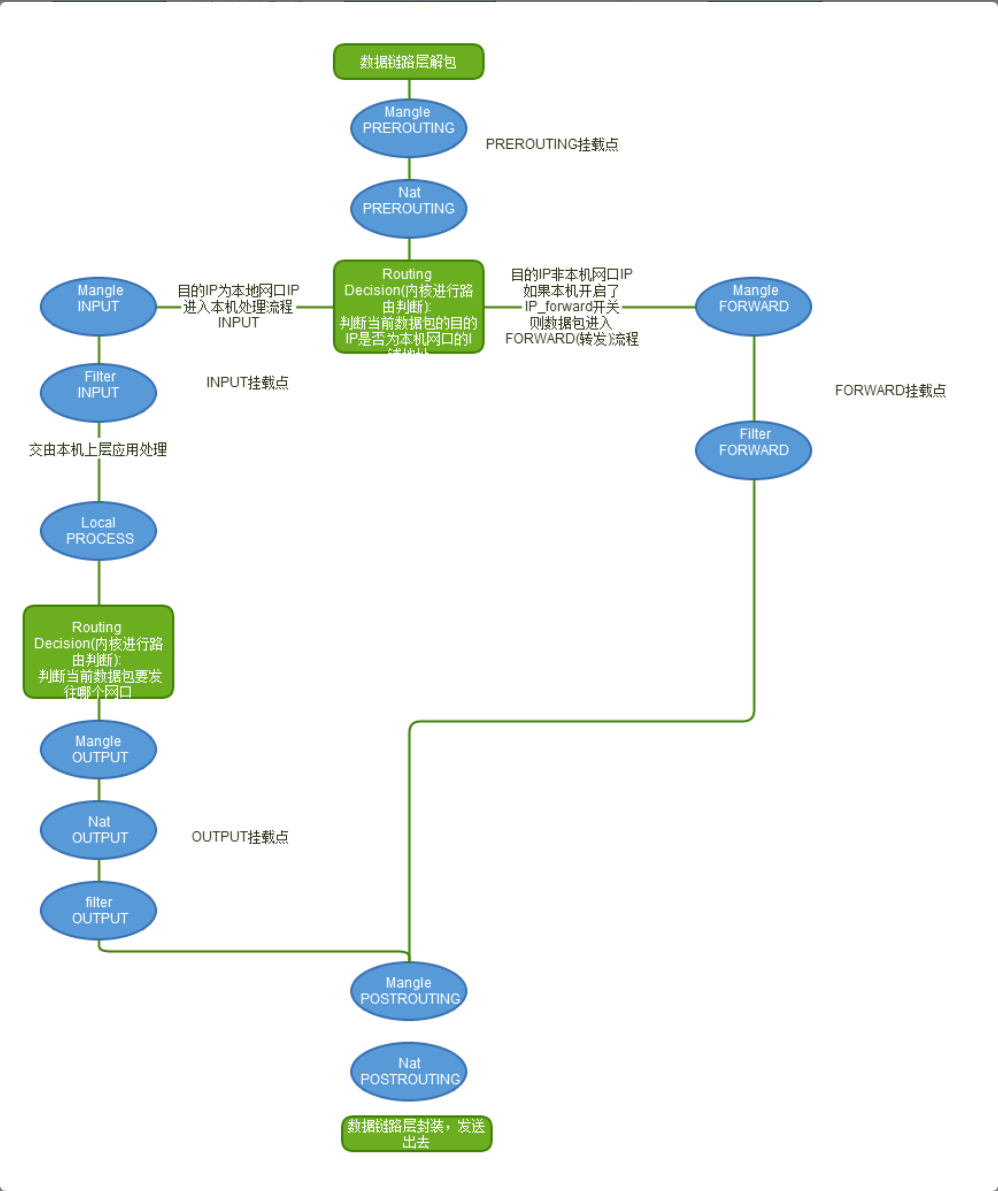 数据链路层解包
Mangle
PREROUTING
PREROUTING挂载点
Nat
PREROUTING
Routing
Decision(内核进行路
由判断):
判断当前数据包的目的
IP是否为本机网口的I
目的IP为本地网口IP
进入本机处理流程
INPUT
目的IP非本机网口IP
如果本机开启了
IP_forward开关
则数据包进入
FORWARD(转发)流程
Mangle
INPUT
Mangle
FORWARD
Filter
INPUT
INPUT挂载点
FORWARD挂载点
交由本机上层应用处理
Filter
FORWARD
Local
PROCESS
Routing
Decision(内核进行路
由判断):
判断当前数据包要发
往哪个网口
Mangle
OUTPUT
Nat
OUTPUT
OUTPUT挂载点
filter
OUTPUT
Mangle
POSTROUTING
Nat
POSTROUTING
数据链路层封装，发送
出去